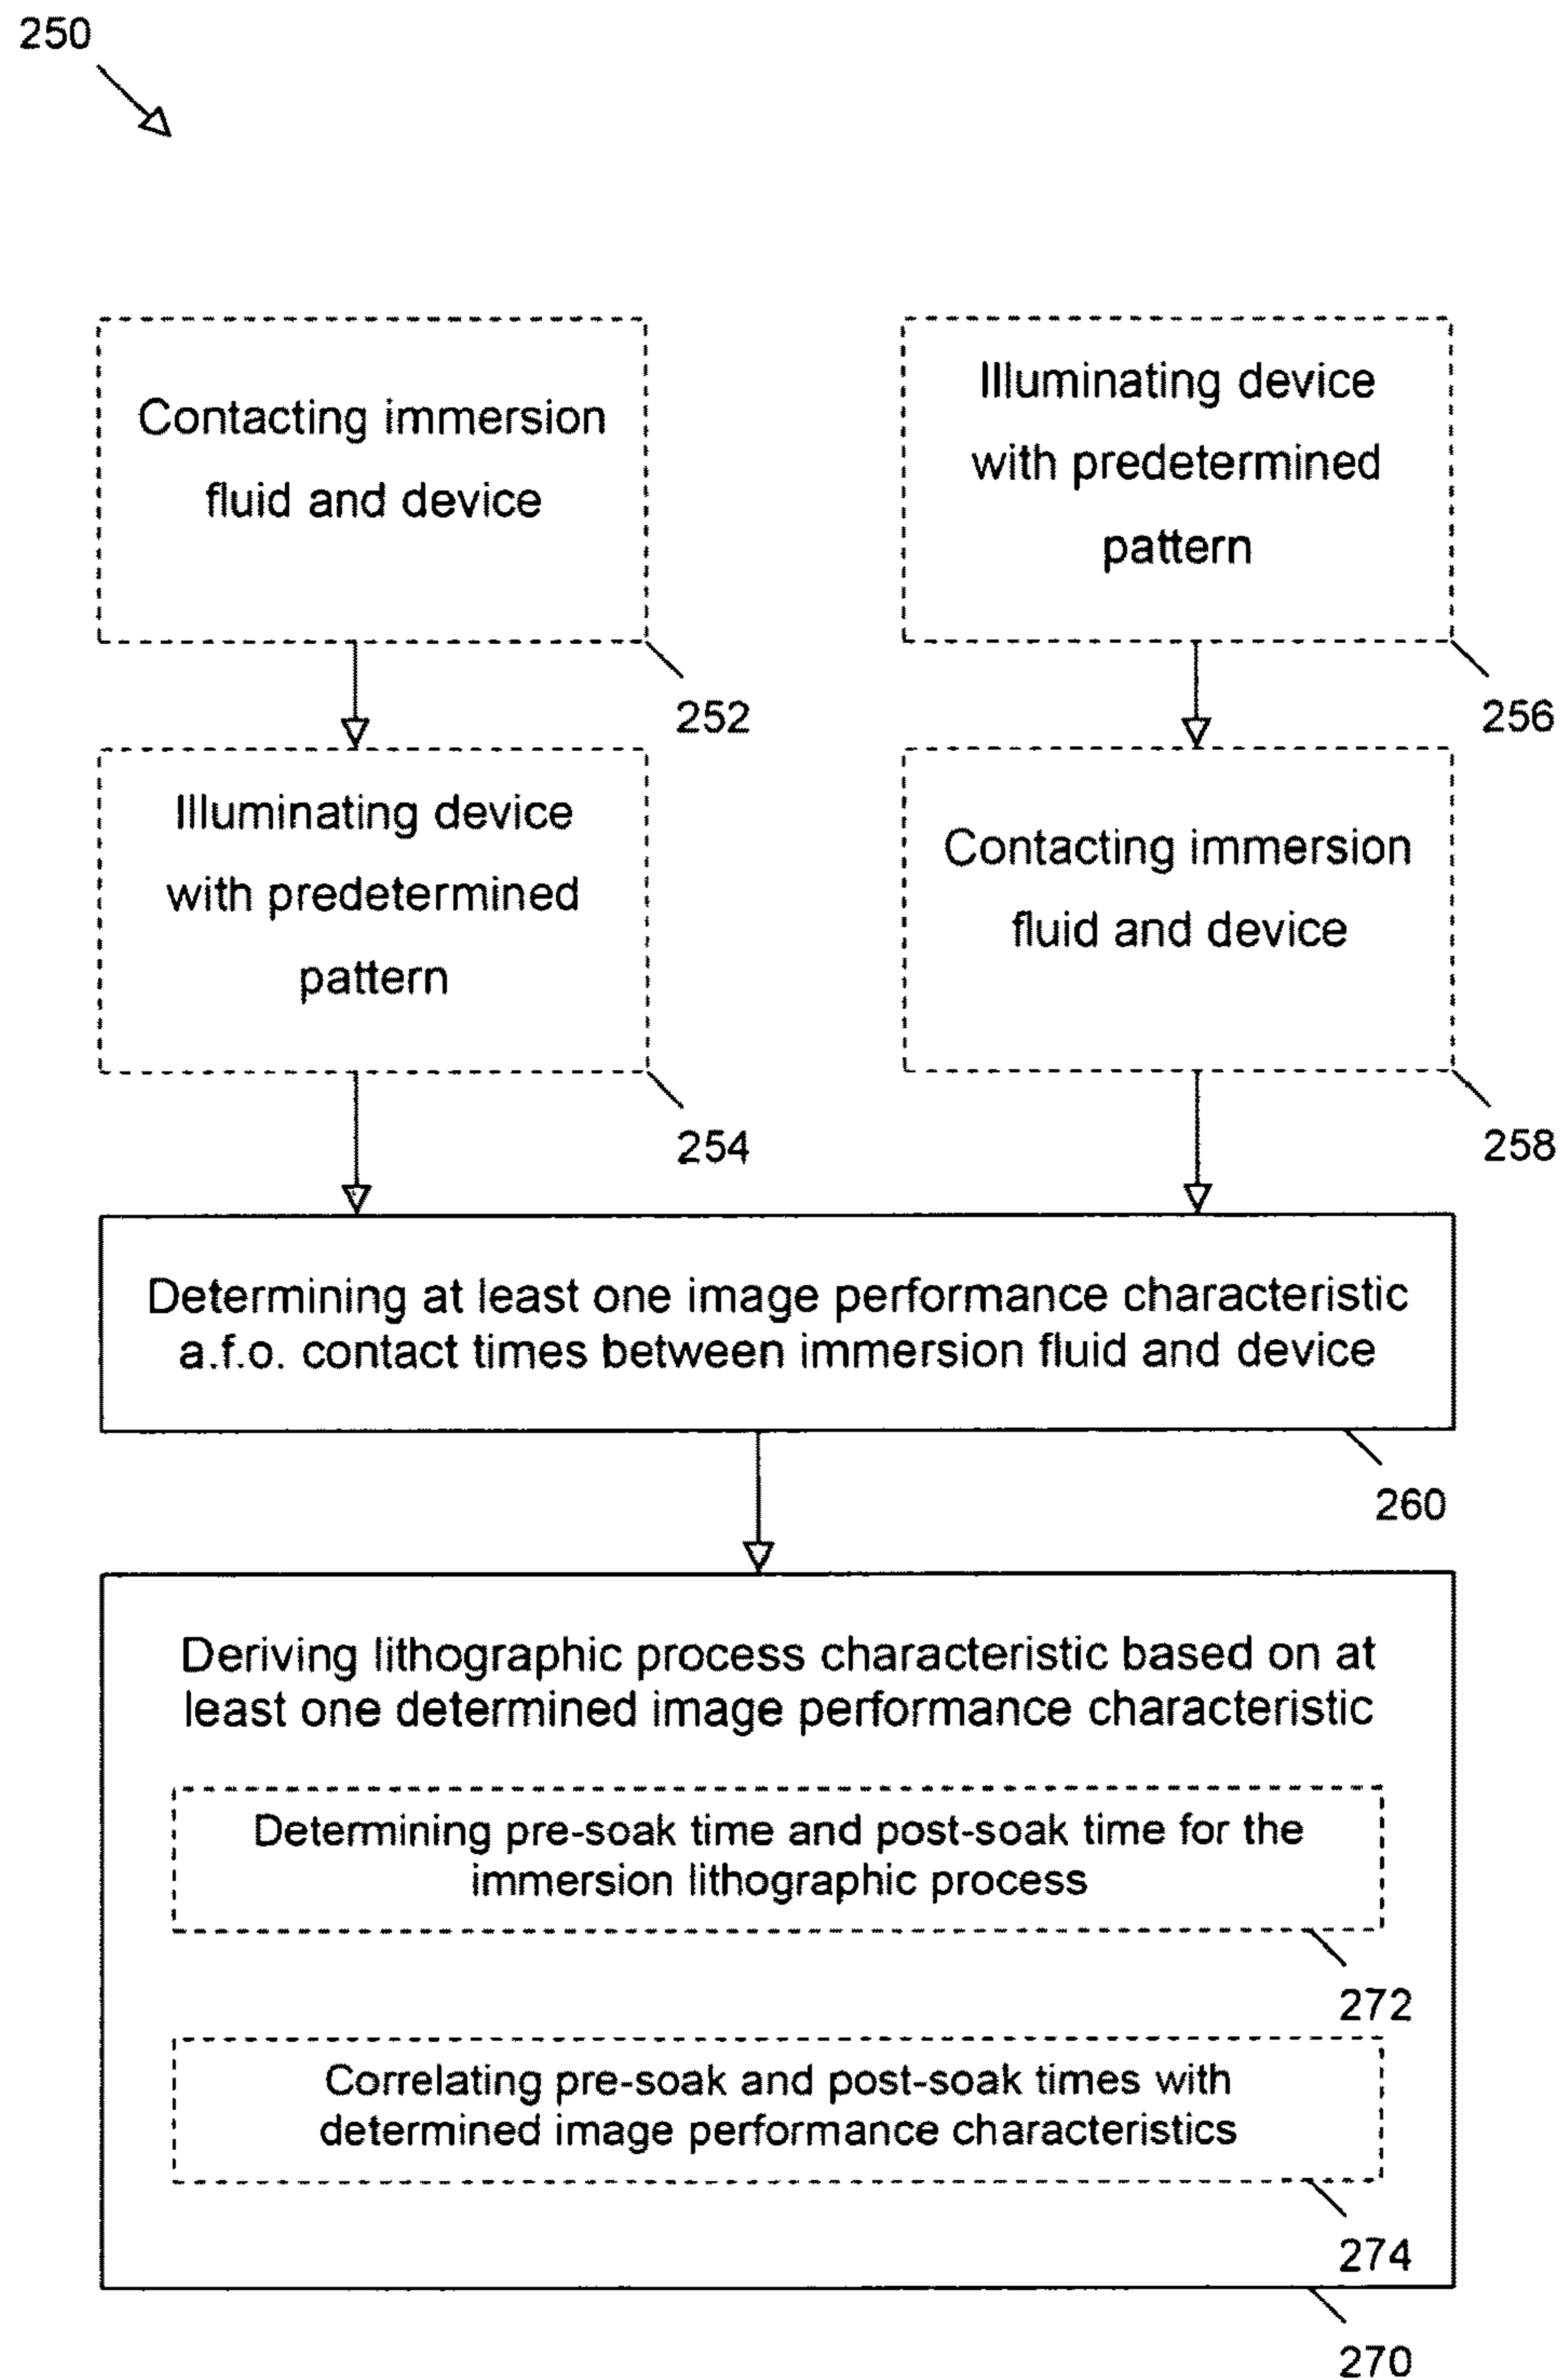 250
Contacting immersion
fluid and device
252
Illuminating device
with predetermined
pattern
254
Illuminating device
with predetermined
pattern
256
Contacting immersion
fluid and device
258
Determining at least one image performance characteristic
a.f.o. contact times between immersion fluid and device
260
Deriving lithographic process characteristic based on at
least one determined image performance characteristic
Determining pre-soak time and post-soak time for the
immersion lithographic process
272
Correlating pre-soak and post-soak times with
determined image performance characteristics
274
270